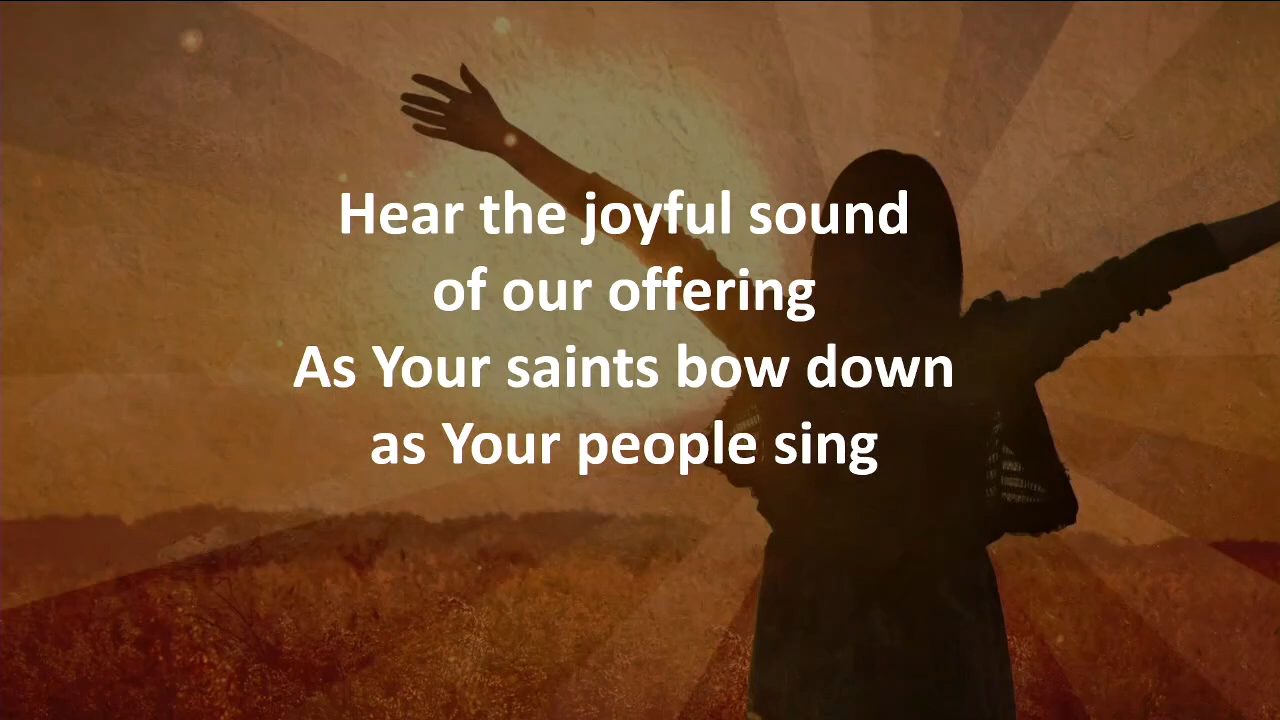 Hear the joyful sound
of our offering
As Your saints bow down
as Your people sing